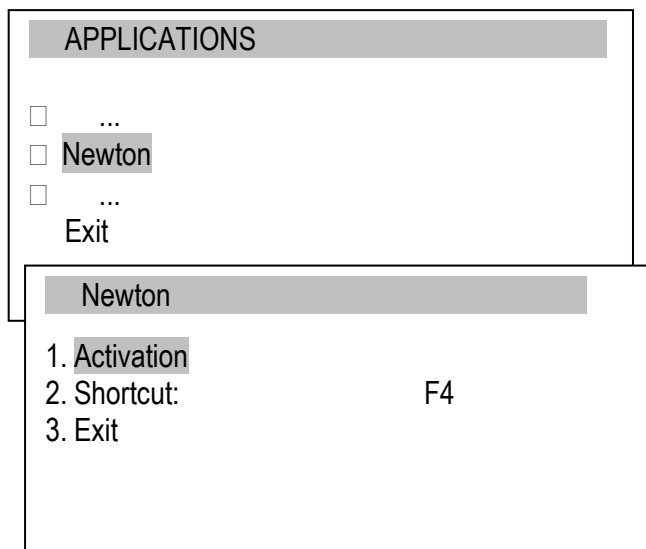 APPLICATIONS
...
Newton
...
Exit
Newton
1. Activation
2. Shortcut: F4
3. Exit